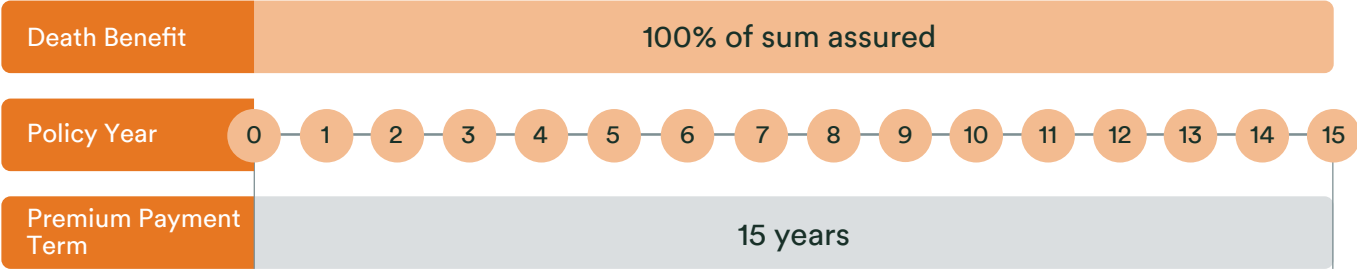 Death Benefit
100% of sum assured
Policy Year
0 1 2 3 4 5 6 7 8 9 10 11 12 13 14 15
Premium Payment
Term
15 years